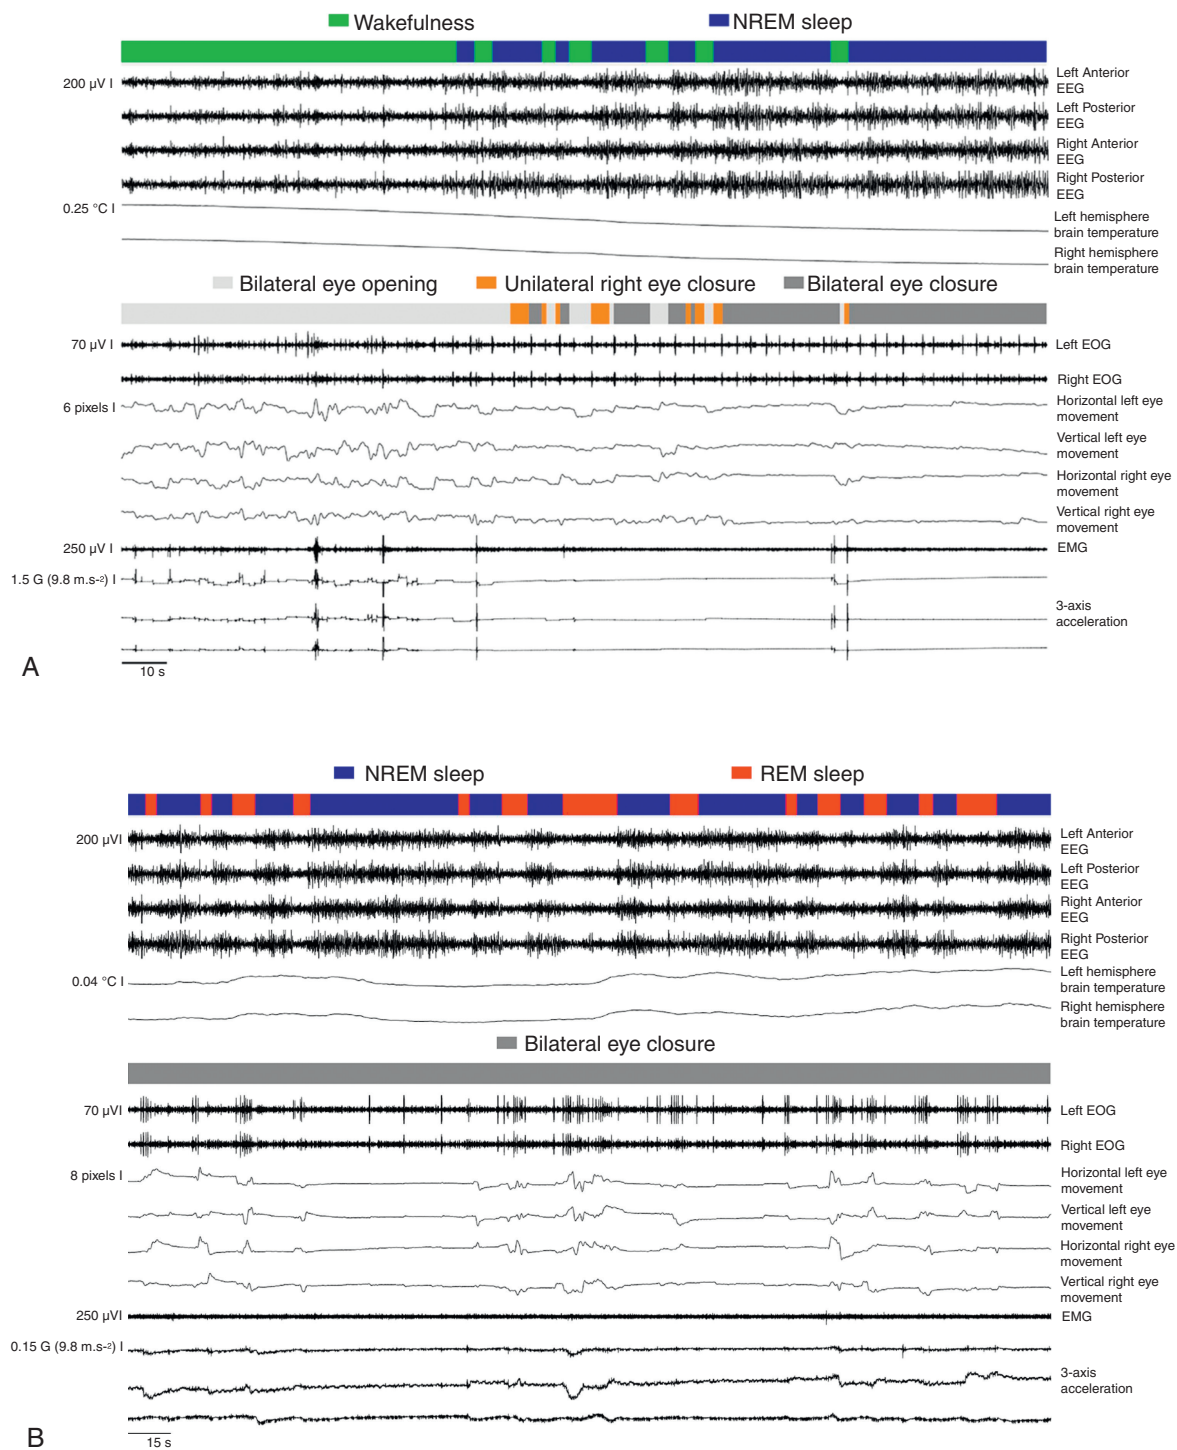 Wakefulness NREM sleep
200 µV I
Left Anterior
EEG
Left Posterior
EEG
Right Anterior
EEG
Right Posterior
EEG
0.25 °C I
Left hemisphere
brain temperature
Right hemisphere
brain temperature
Bilateral eye opening Unilateral right eye closure Bilateral eye closure
70 µV I
Left EOG
Right EOG
6 pixels I
Horizontal left eye
movement
Vertical left eye
movement
Horizontal right eye
movement
Vertical right eye
movement
250 µV I
EMG
1.5 G (9.8 m.s-2) I
3-axis
acceleration
A
10 s
NREM sleep REM sleep
200 µVI
Left Anterior
EEG
Left Posterior
EEG
Right Anterior
EEG
Right Posterior
EEG
0.04 °C I
Left hemisphere
brain temperature
Right hemisphere
brain temperature
Bilateral eye closure
70 µVI
Left EOG
Right EOG
8 pixels I
Horizontal left eye
movement
Vertical left eye
movement
Horizontal right eye
movement
Vertical right eye
movement
250 µVI
EMG
0.15 G (9.8 m.s-2) I
3-axis
acceleration
B
15 s